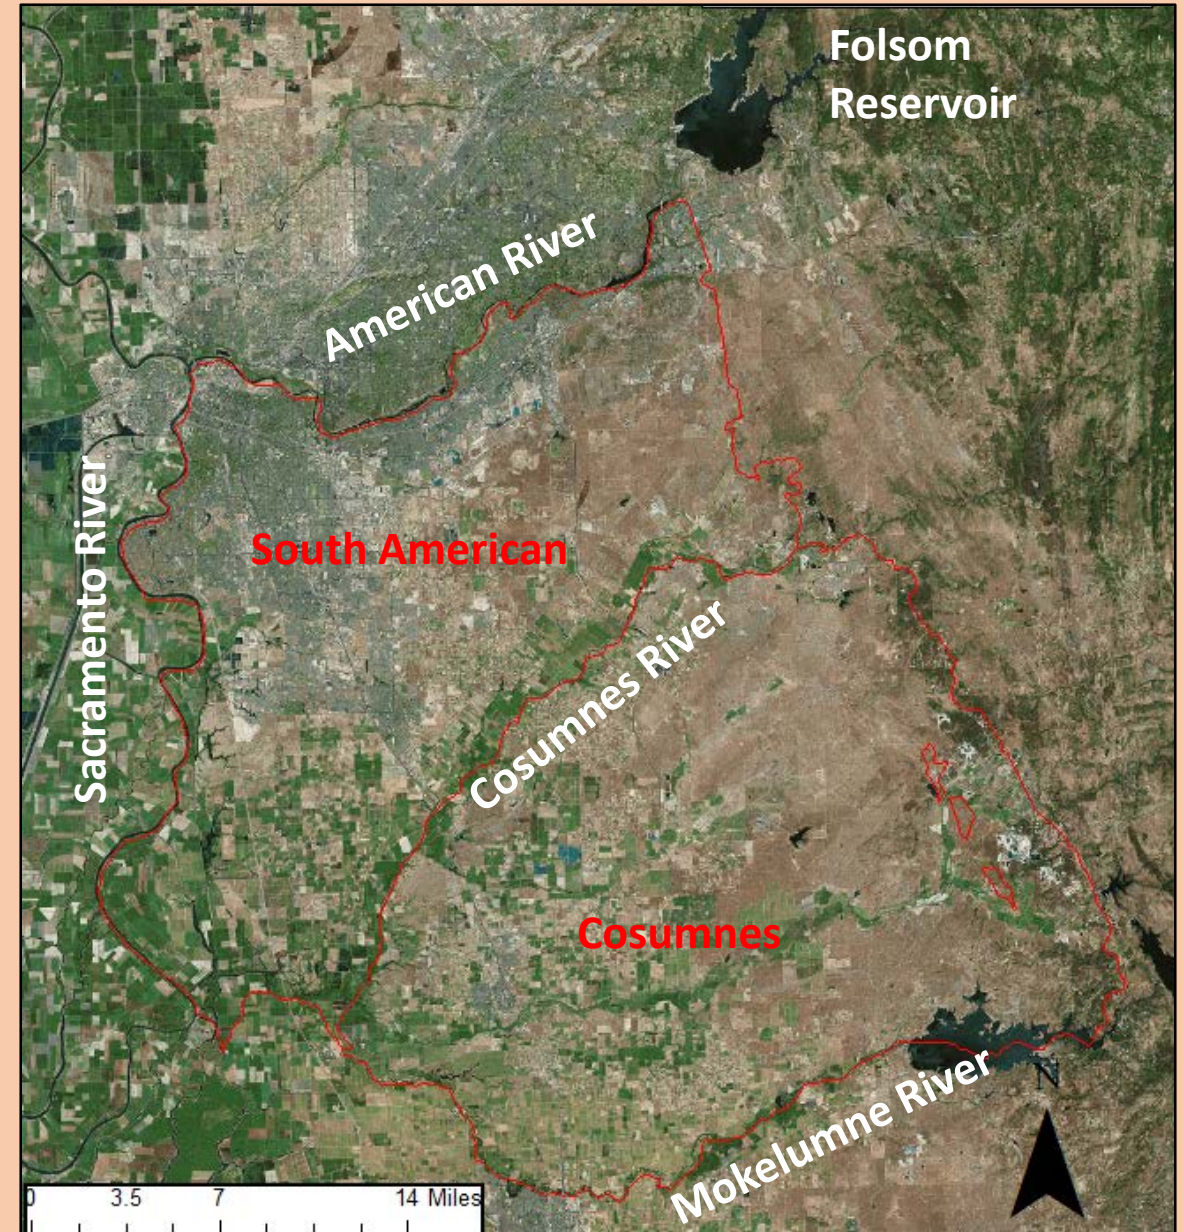 Folsom
Reservoir
American River
Sacramento River
South American
Cosumnes River
Cosumnes
Mokelumne River
N
0 3.5 7 14 Miles